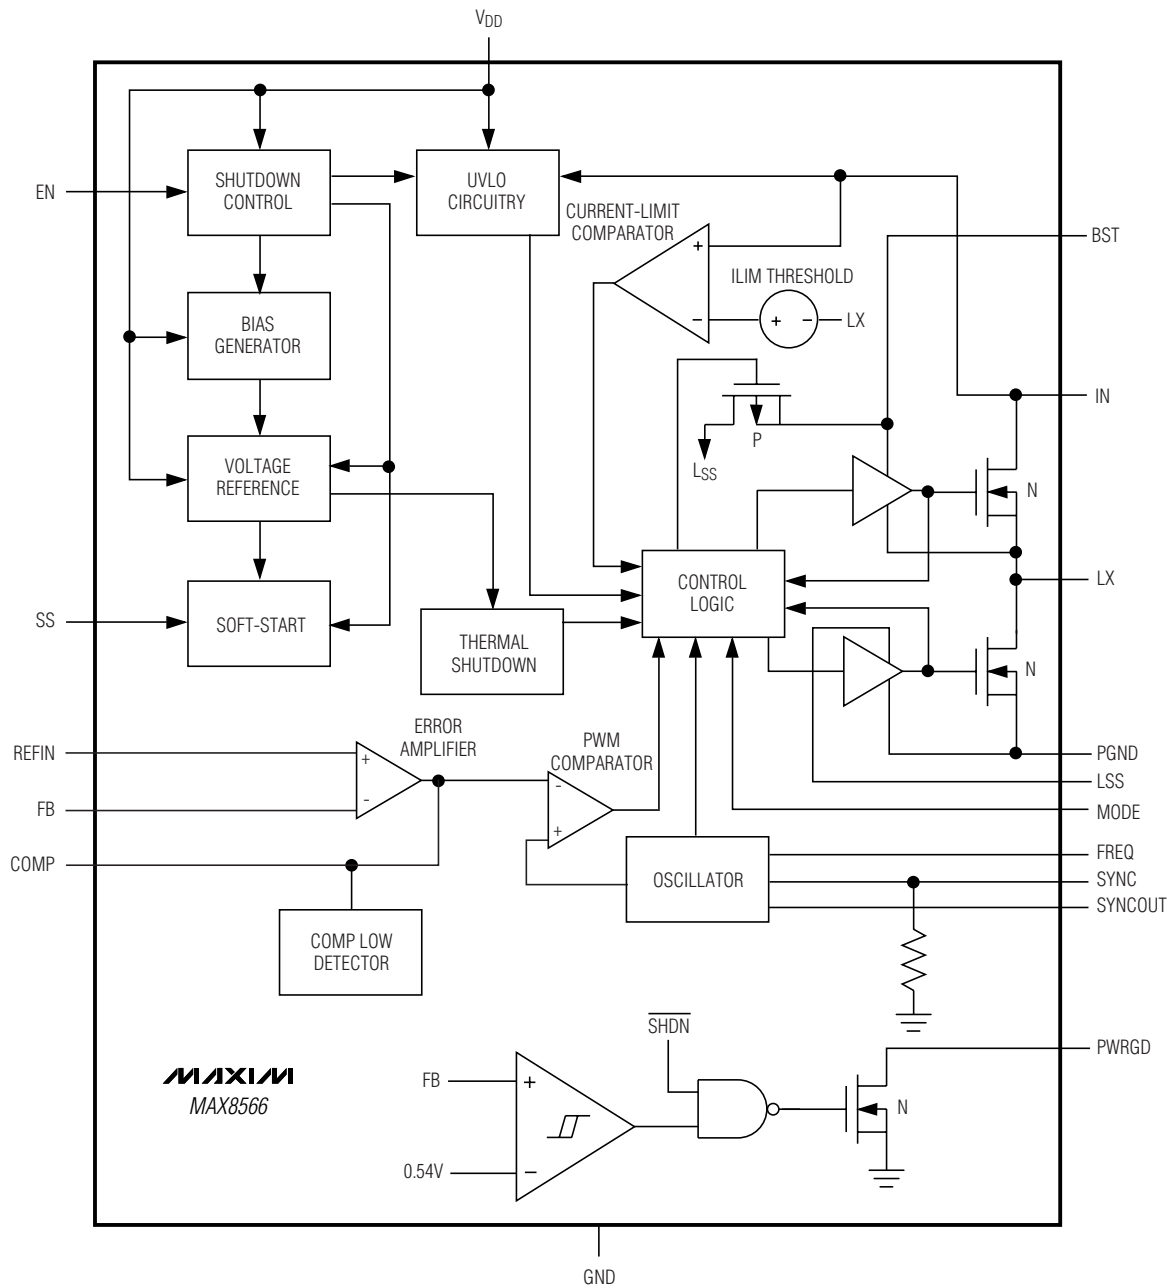 VDD
EN
SHUTDOWN
CONTROL
UVLO
CIRCUITRY
CURRENT-LIMIT
COMPARATOR
+
−
ILIM THRESHOLD
+ −
LX
BST
BIAS
GENERATOR
IN
P
LSS
VOLTAGE
REFERENCE
N
CONTROL
LOGIC
LX
SS
SOFT-START
THERMAL
SHUTDOWN
N
REFIN
+
-
ERROR
AMPLIFIER
PWM
COMPARATOR
-
+
PGND
LSS
MODE
FB
COMP
OSCILLATOR
FREQ
SYNC
SYNCOUT
COMP LOW
DETECTOR
SHDN
PWRGD
MAXIM
MAX8566
FB
+
N
0.54V
−
GND